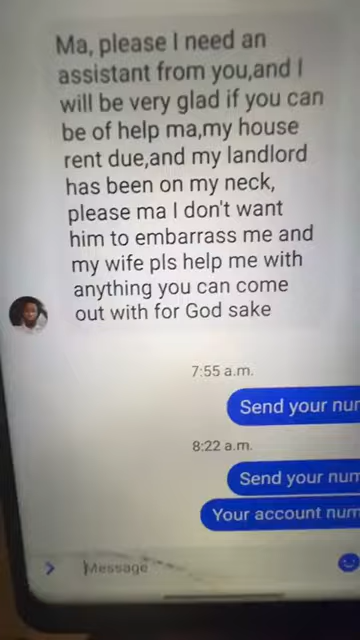 Ma, please I need an
assistant from you,and I
will be very glad if you can
be of help ma,my house
rent due,and my landlord
has been on my neck,
please ma I don't want
him to embarrass me and
my wife pls help me with
anything you can come
out with for God sake
7:55 a.m.
Send your
8:22 a.m.
Send your
Your account
Message